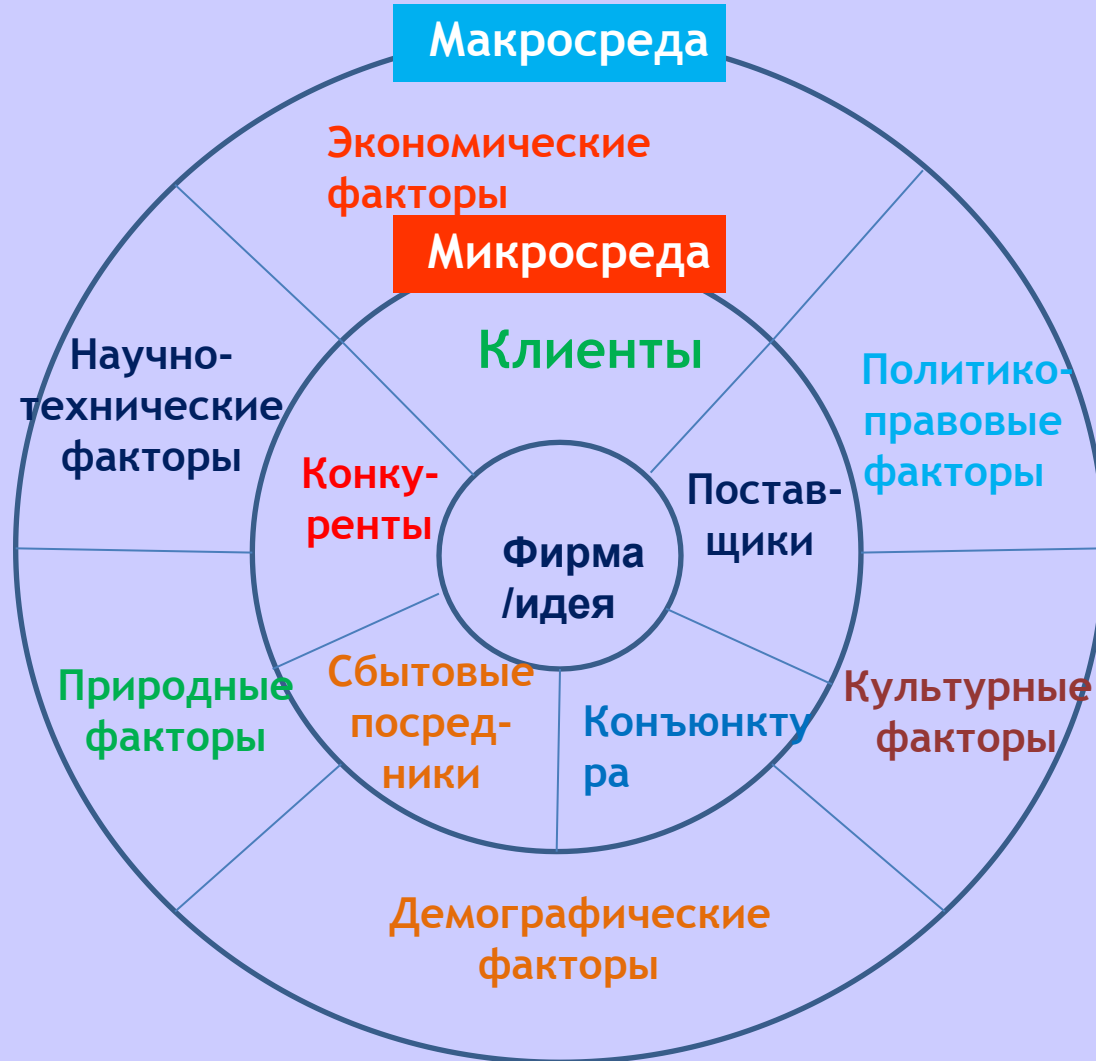 Макросреда
Экономические
факторы
Микросреда
Клиенты
Научно-
технические
факторы
Политико-
правовые
факторы
Конку-
ренты
Постав-
щики
Фирма
/идея
Природные
факторы
Сбытовые
посред-
ники
Конъюнкту
ра
Культурные
факторы
Демографические
факторы